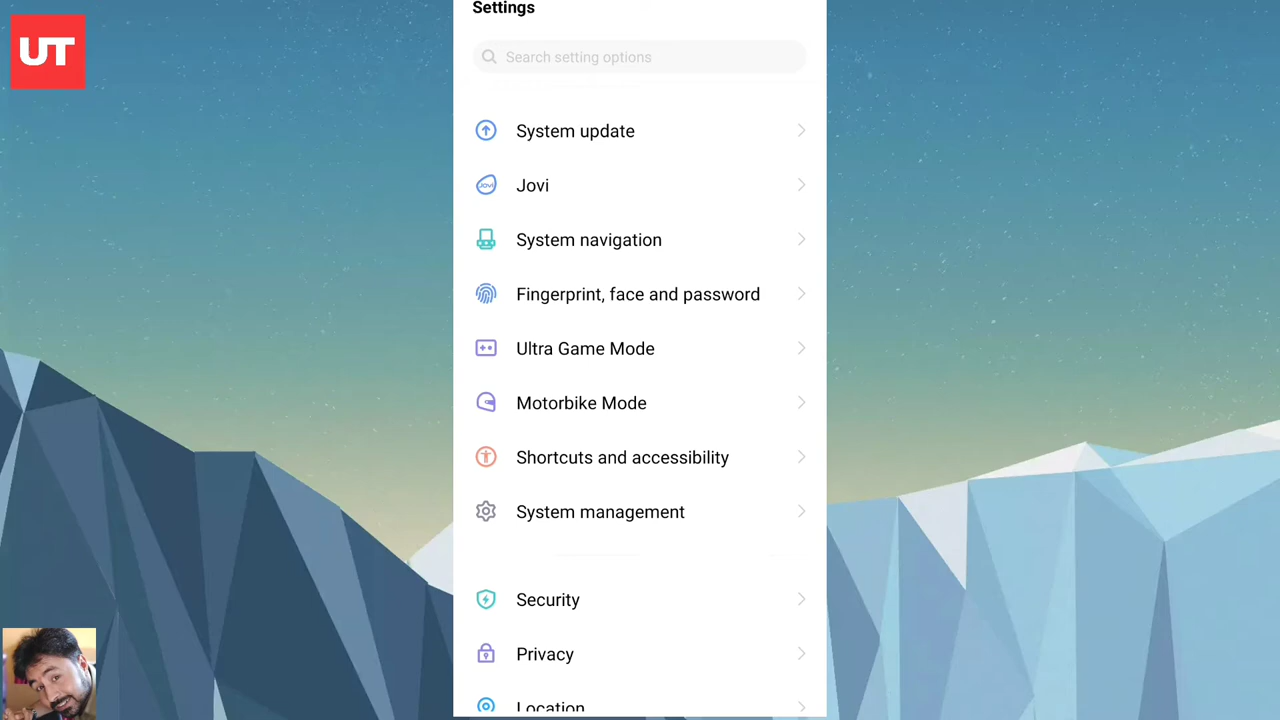 UT
Settings
Search setting options
System update
Jovi
JOVI
System navigation
Fingerprint, face and password
Ultra Game Mode
Motorbike Mode
Shortcuts and accessibility
System management
Security
Privacy
Location